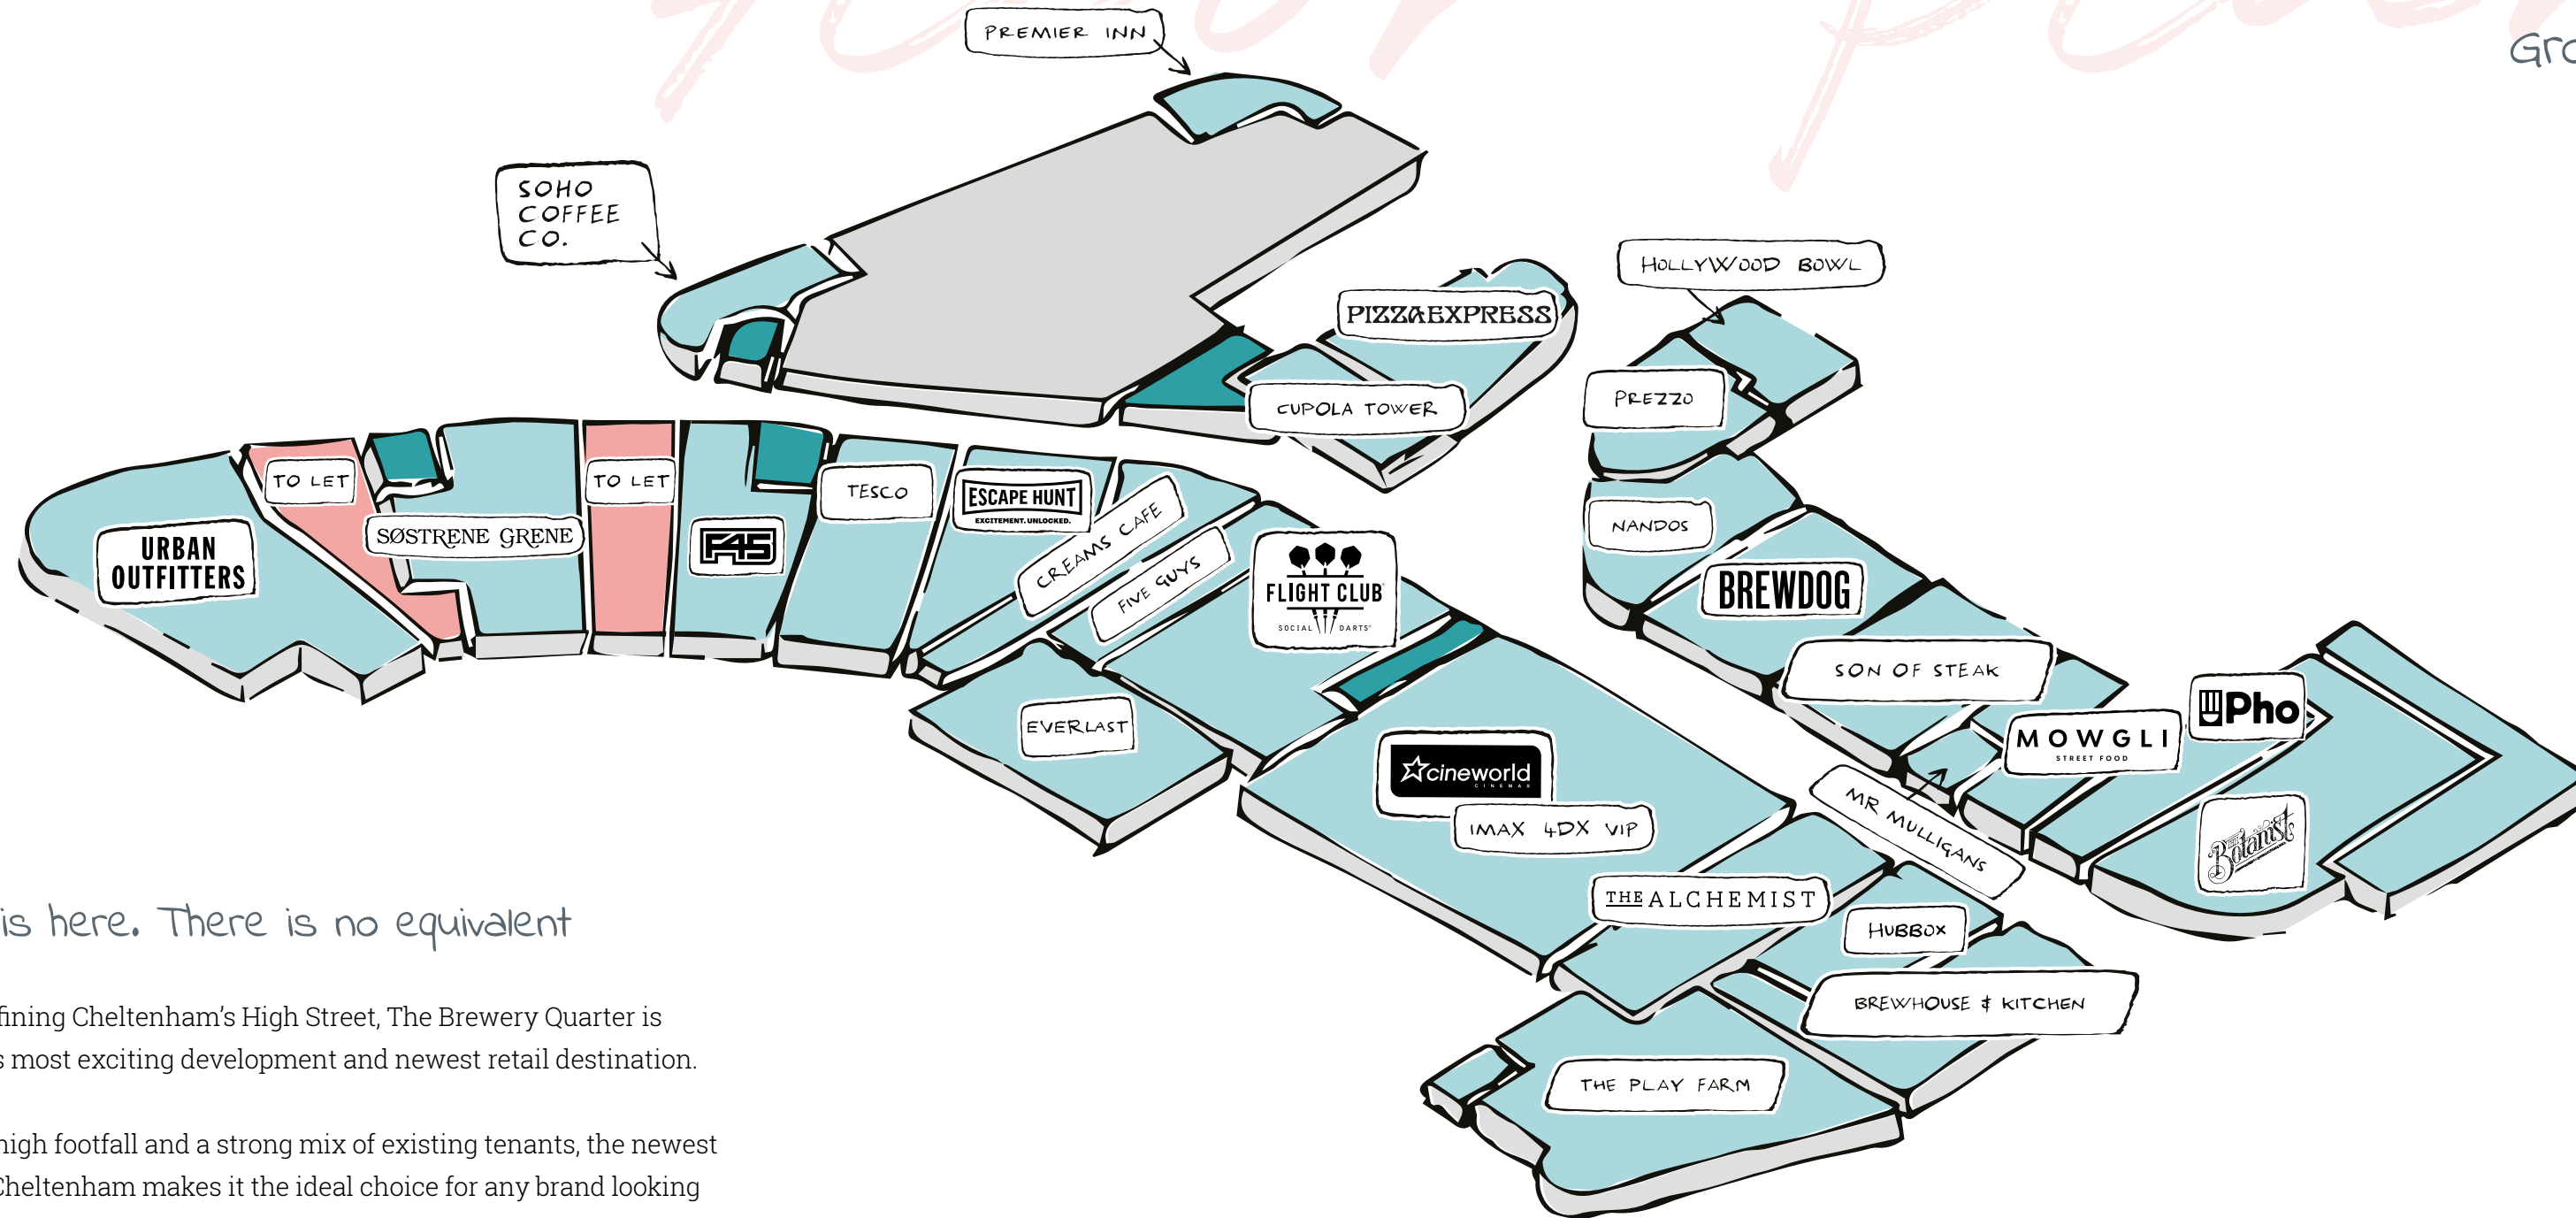 PREMIER INN
SOHO
COFFEE
CO.
HOLLYWOOD BOWL
PIZZAEXPRESS
PREZZO
CUPOLA TOWER
TO LET
TO LET
TESCO
ESCAPE HUNT
EXCITEMENT. UNLOCKED.
SØSTRENE GRENE
F45
URBAN
OUTFITTERS
CREAMS CAFE
FIVE GUYS
FLIGHT CLUB
SOCIAL DARTS
NANDOS
BREWDOG
SON OF STEAK
EVERLAST
MOWGLI
STREET FOOD
Pho
cineworld
CINEMAS
IMAX 4DX VIP
MR MULLIGANS
Botanist
THE ALCHEMIST
HUBBOX
BREWHOUSE & KITCHEN
THE PLAY FARM
is here. There is no equivalent
fining Cheltenham's High Street, The Brewery Quarter is
s most exciting development and newest retail destination.
high footfall and a strong mix of existing tenants, the newest
Cheltenham makes it the ideal choice for any brand looking